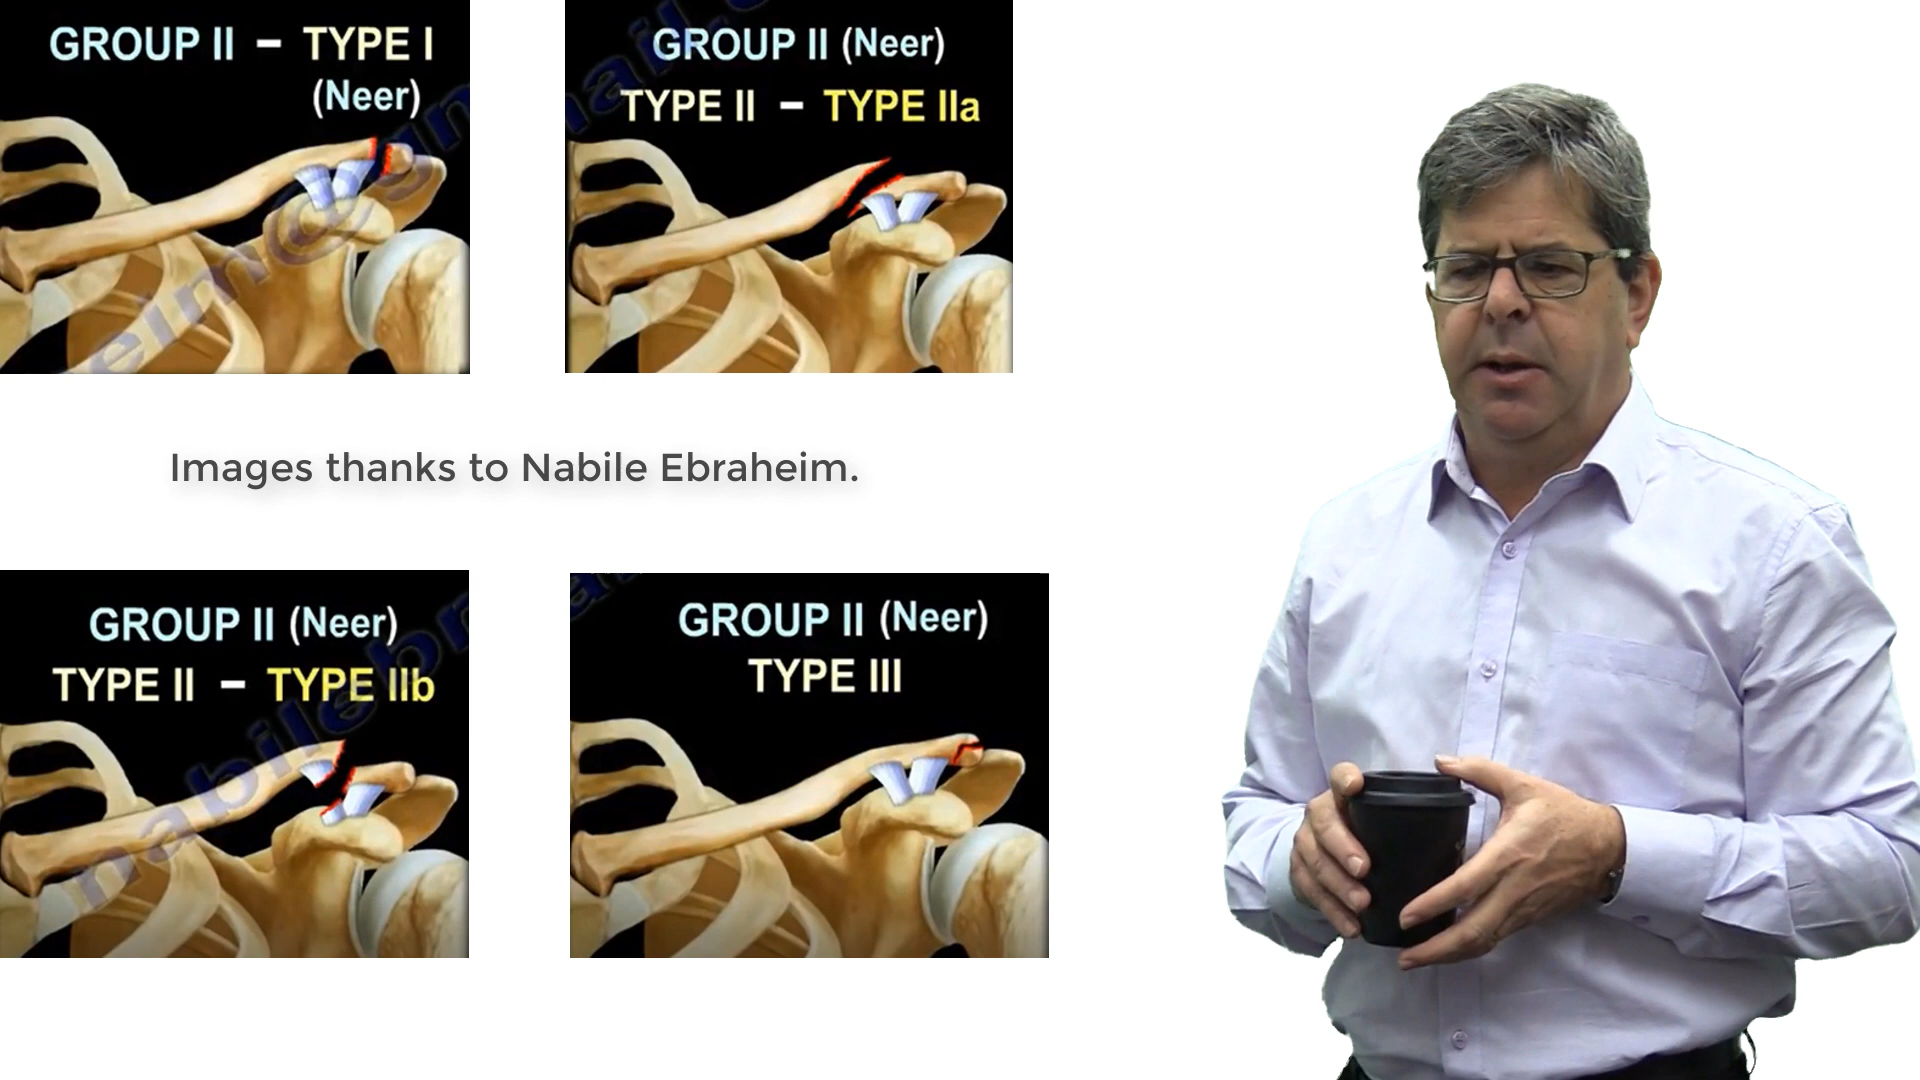 GROUP II – TYPE I
(Neer)
GROUP II (Neer)
TYPE II – TYPE IIa
Images thanks to Nabile Ebraheim.
GROUP II (Neer)
TYPE II – TYPE IIb
GROUP II (Neer)
TYPE III